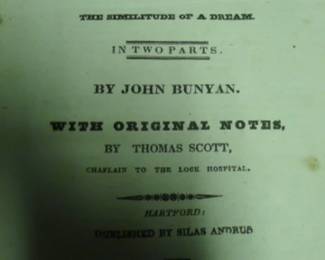 THE SIMILITUDE OF A DREAM.
IN TWO PARTS.
BY JOHN BUNYAN.
WITH ORIGINAL NOTES,
BY THOMAS SCOTT,
CHAPLAIN TO THE LOCK HOSPITAL.
HARTFORD:
PUBLISHED BY SILAS ANDRUS